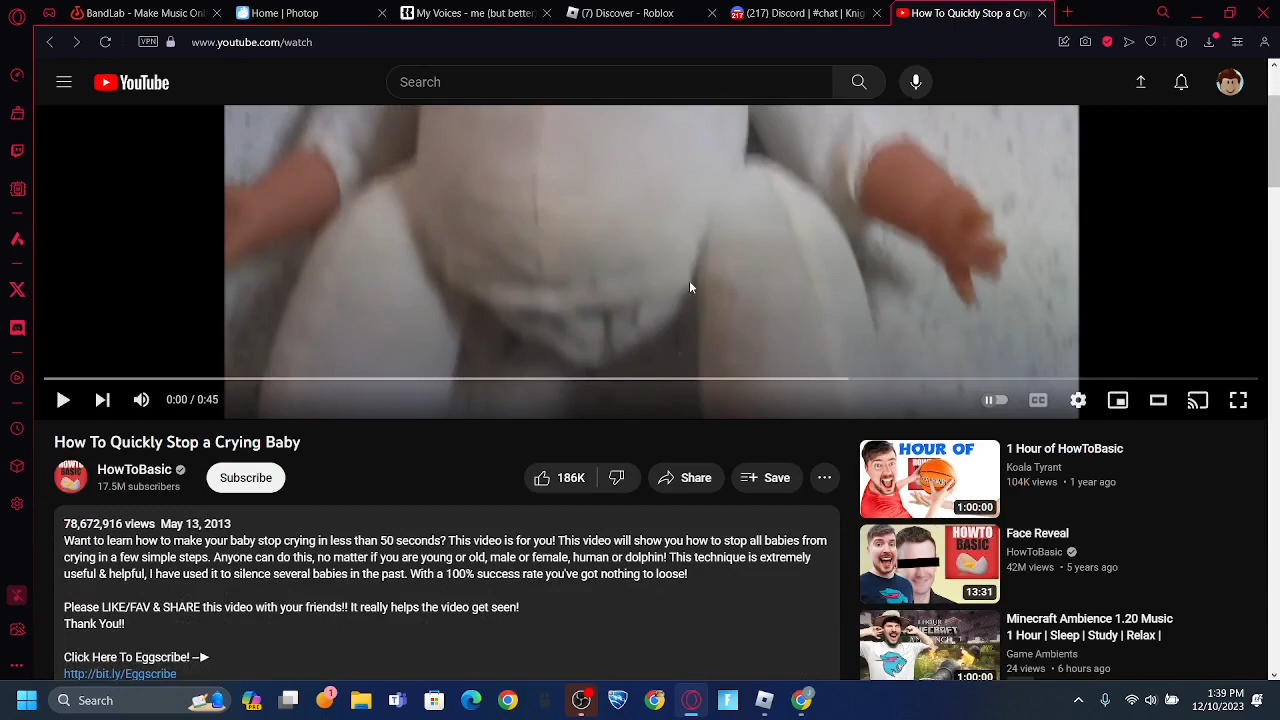 BandLab - Make Music Onl
Home | Photop
My Voices - me (but better)
(7) Discover - Roblox
217
(217) Discord | #chat | Knig
How To Quickly Stop a Cryi
VPN
www.youtube.com/watch
YouTube
Search
0:00 / 0:45
CC
How To Quickly Stop a Crying Baby
HowToBasic
17.5M subscribers
Subscribe
186K
Share
Save
78,672,916 views May 13, 2013
Want to learn how to make your baby stop crying in less than 50 seconds? This video is for you! This video will show you how to stop all babies from
crying in a few simple steps. Anyone can do this, no matter if you are young or old, male or female, human or dolphin! This technique is extremely
useful & helpful, I have used it to silence several babies in the past. With a 100% success rate you've got nothing to loose!
Please LIKE/FAV & SHARE this video with your friends!! It really helps the video get seen!
Thank You!!
Click Here To Eggscribe! –►
http://bit.ly/Eggscribe
HOUR OF
1:00:00
1 Hour of HowToBasic
Koala Tyrant
104K views • 1 year ago
HOWTO
BASIC
13:31
Face Reveal
HowToBasic
42M views • 5 years ago
1 HOUR
MINECRAFT
1:00:00
Minecraft Ambience 1.20 Music
1 Hour | Sleep | Study | Relax |
Game Ambients
24 views • 6 hours ago
Search
1
1:39 PM
12/10/2023